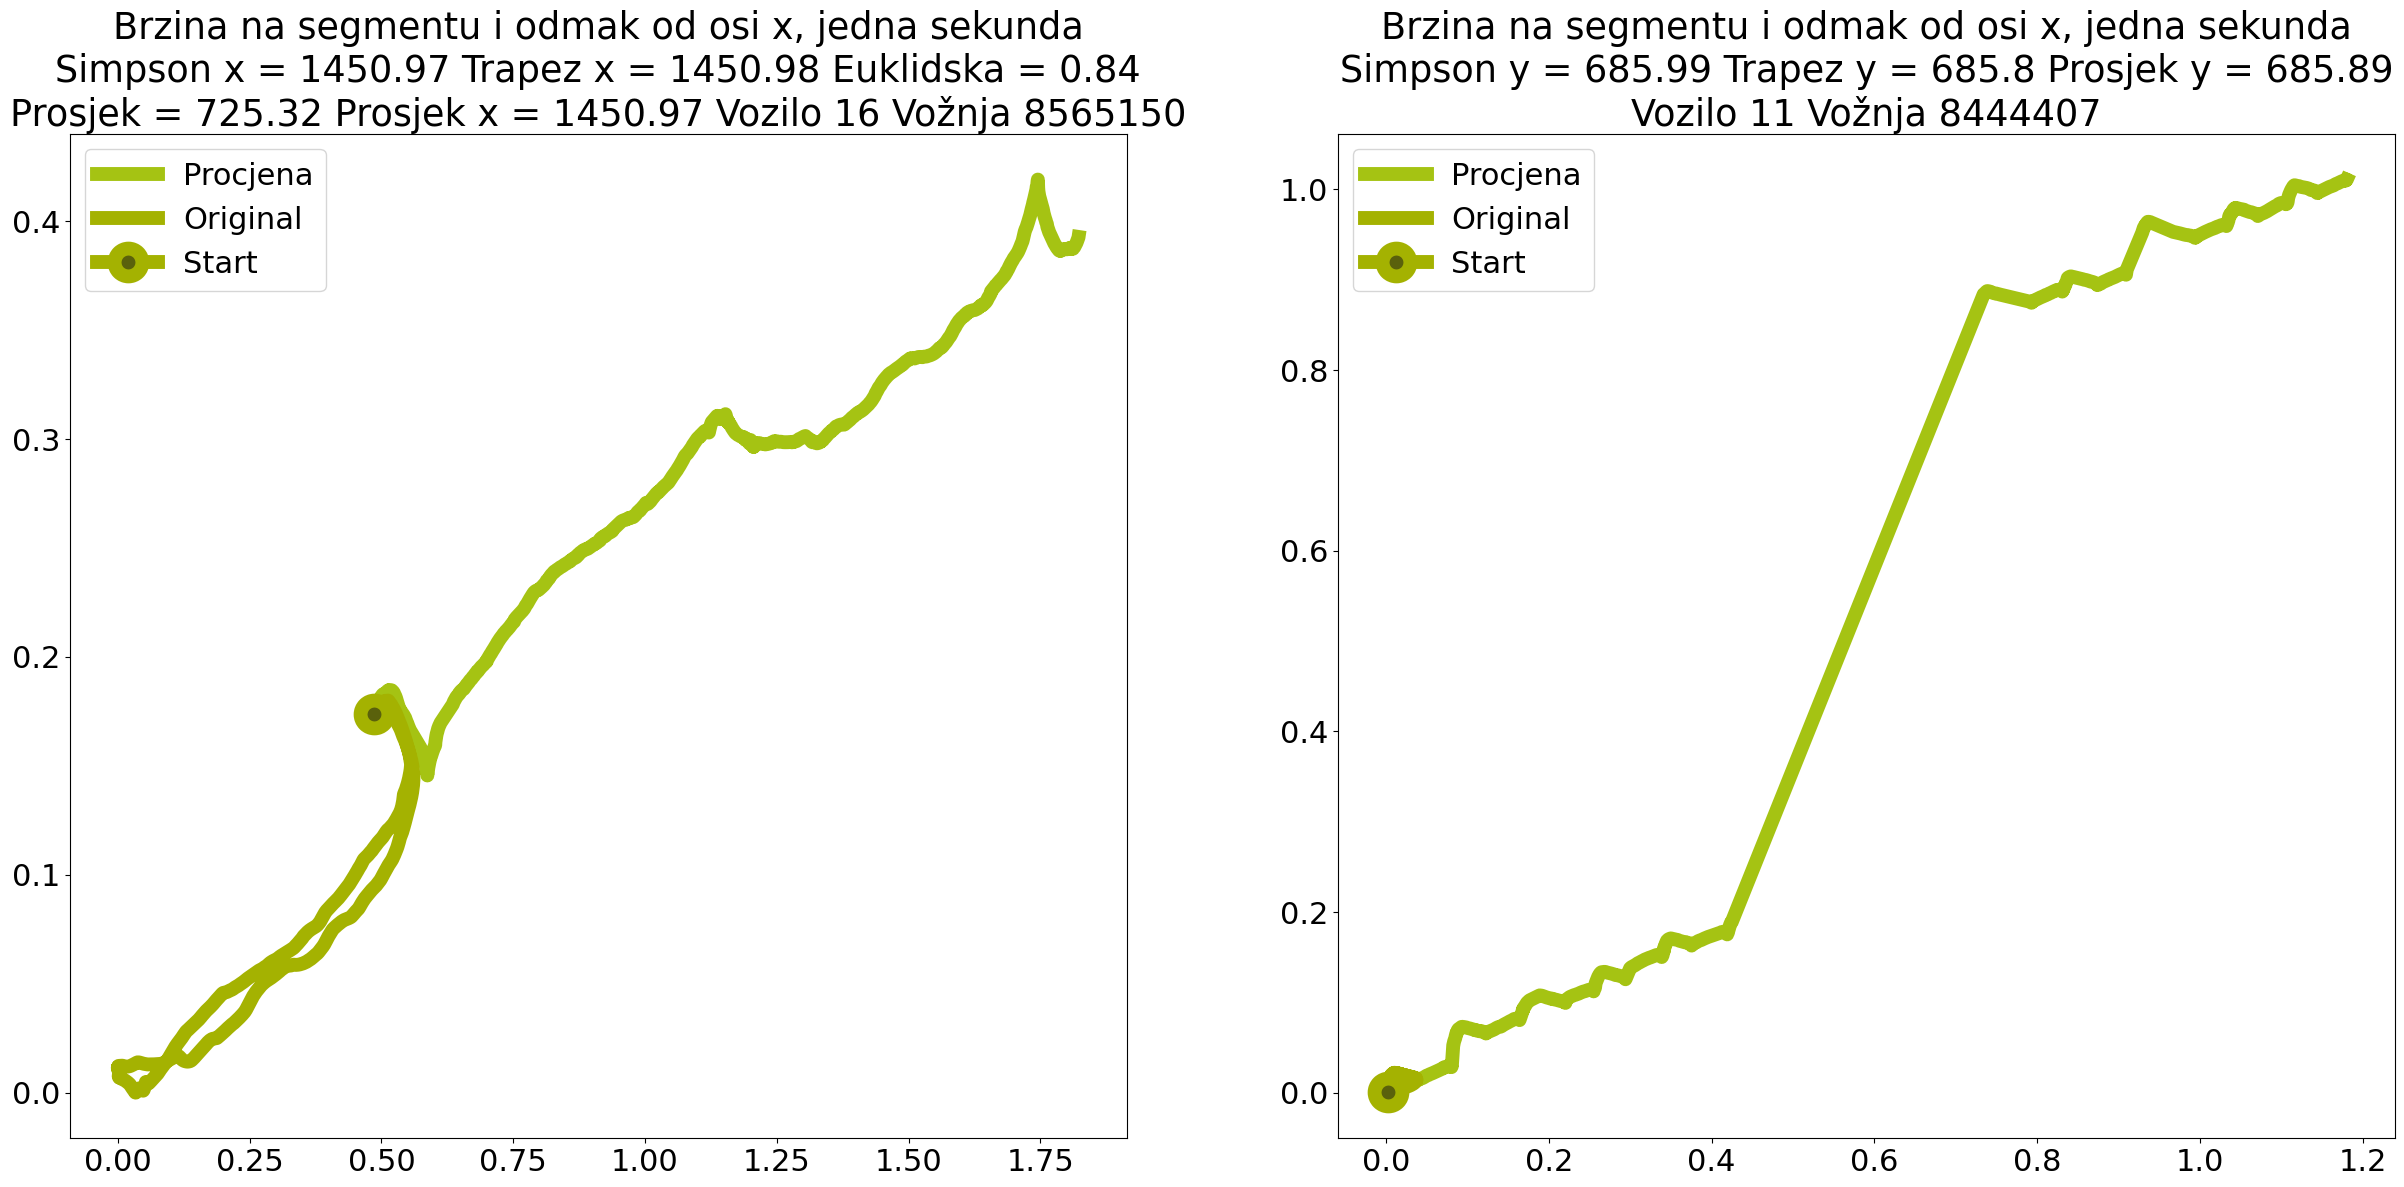 Brzina na segmentu i odmak od osi x, jedna sekunda
Simpson x = 1450.97 Trapez x = 1450.98 Euklidska = 0.84
Prosjek = 725.32 Prosjek x = 1450.97 Vozilo 16 Vožnja 8565150
Procjena
Original
Start
0.4
0.3
0.2
0.1
0.0
0.00 0.25 0.50 0.75 1.00 1.25 1.50 1.75
Brzina na segmentu i odmak od osi x, jedna sekunda
Simpson y = 685.99 Trapez y = 685.8 Prosjek y = 685.89
Vozilo 11 Vožnja 8444407
Procjena
Original
Start
1.0
0.8
0.6
0.4
0.2
0.0
0.0 0.2 0.4 0.6 0.8 1.0 1.2